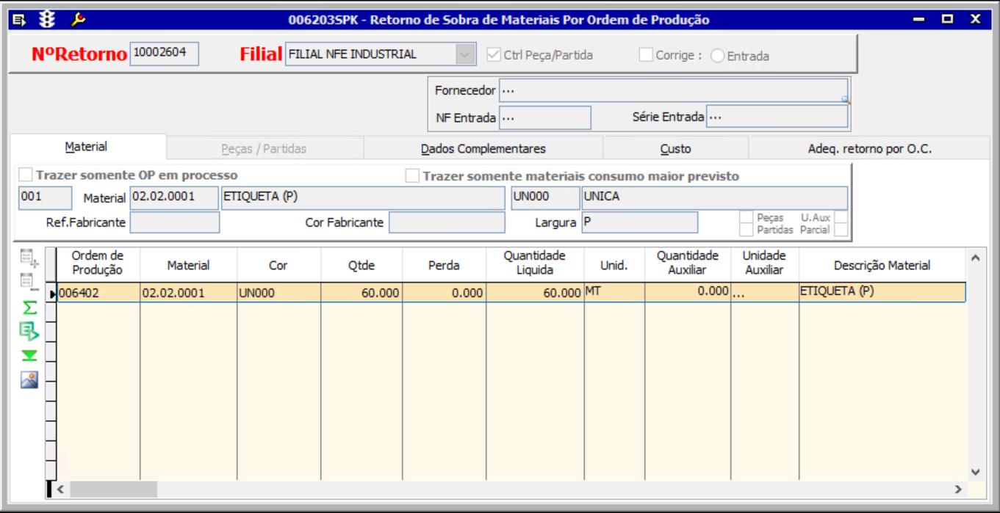 006203SPK - Retorno de Sobra de Materiais Por Ordem de Produção
NºRetorno 10002604 Filial FILIAL NFE INDUSTRIAL Ctrl Peça/Partida Corrige : Entrada
Fornecedor ...
NF Entrada ... Série Entrada ...
Material Peças / Partidas Dados Complementares Custo Adeq. retorno por O.C.
Trazer somente OP em processo Trazer somente materiais consumo maior previsto
001 Material 02.02.0001 ETIQUETA (P) UN000 UNICA
Ref.Fabricante Cor Fabricante Largura P Peças U.Aux
Partidas Parcial
Ordem de Produção Material Cor Qtde Perda Quantidade Liquida Unid. Quantidade Auxiliar Unidade Auxiliar Descrição Material
006402 02.02.0001 UN000 60.000 0.000 60.000 MT 0.000 ... ETIQUETA (P)